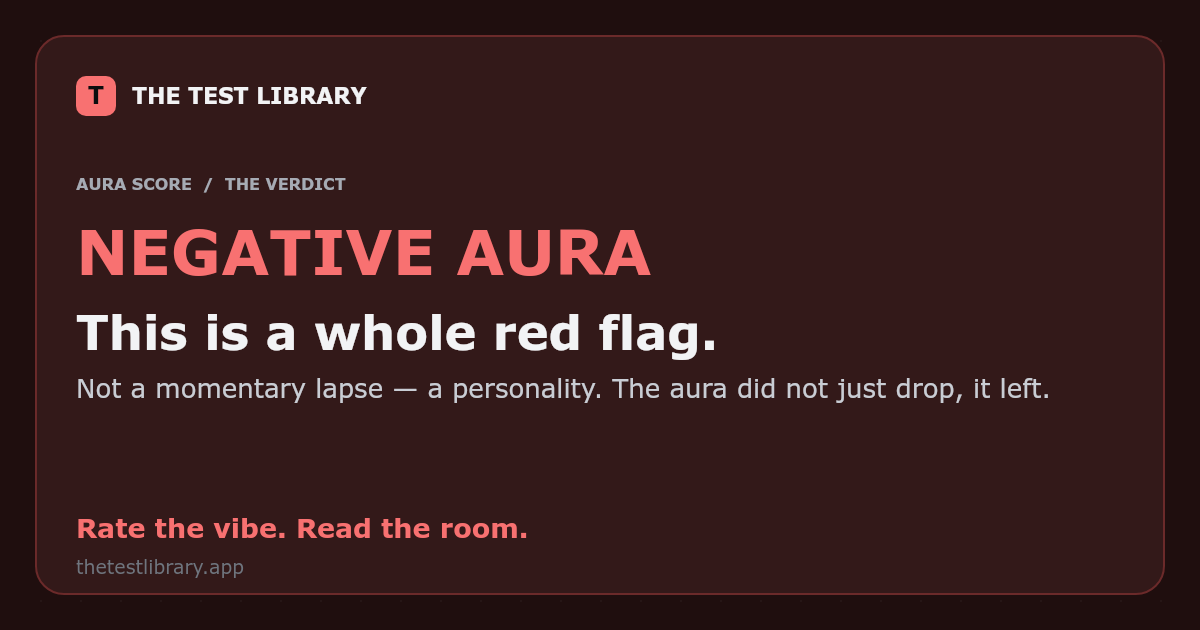 T THE TEST LIBRARY
AURA SCORE / THE VERDICT
NEGATIVE AURA
This is a whole red flag.
Not a momentary lapse — a personality. The aura did not just drop, it left.
Rate the vibe. Read the room.
thetestlibrary.app